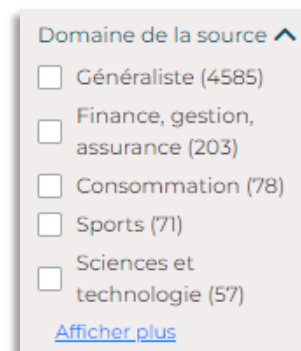 Domaine de la source
Généraliste (4585)
Finance, gestion,
assurance (203)
Consommation (78)
Sports (71)
Sciences et
technologie (57)
Afficher plus